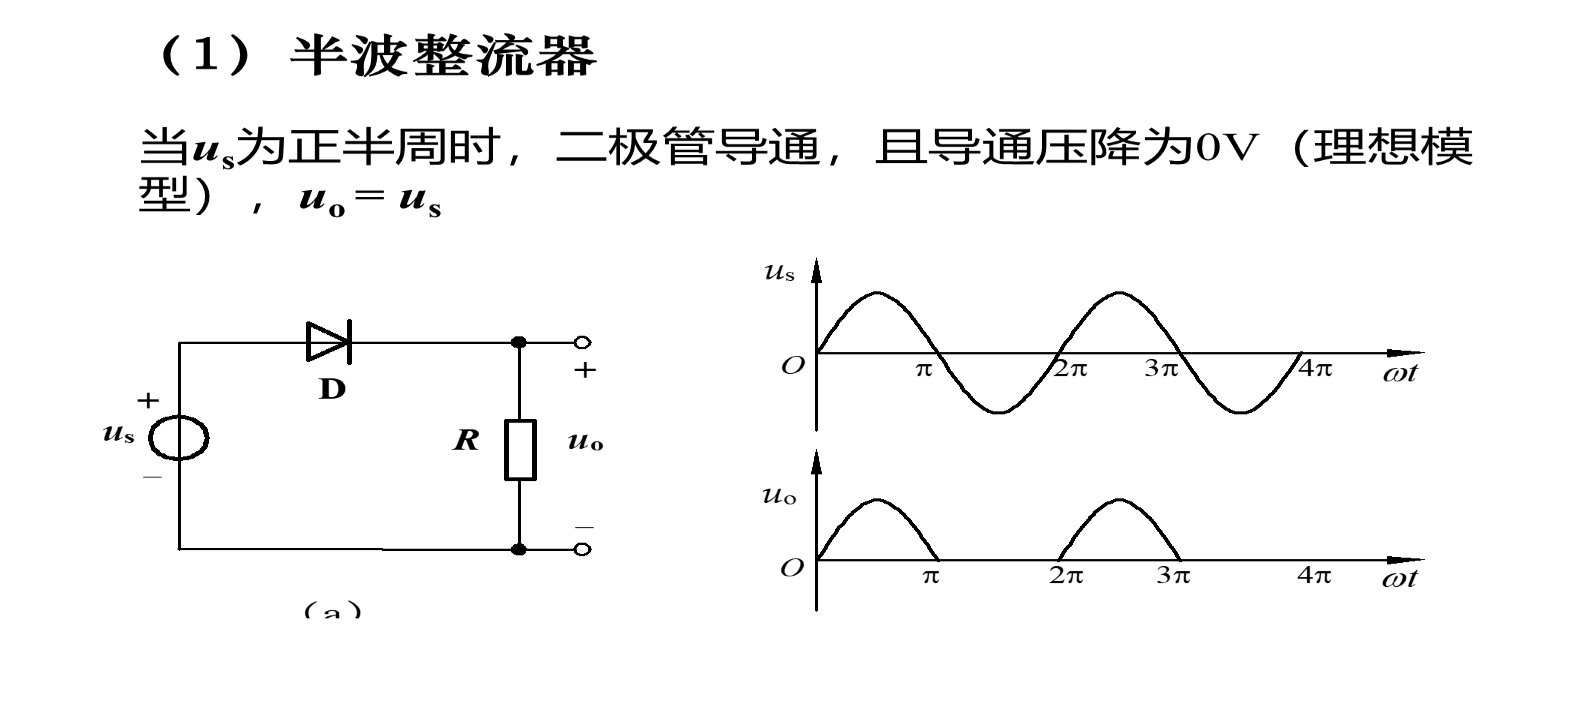 （1）半波整流器
当us为正半周时，二极管导通，且导通压降为0V（理想模
型），uo = us
us
O
π
2π
3π
4π
ωt
D
+
us
−
R
+
uo
−
uo
O
π
2π
3π
4π
ωt
（a）